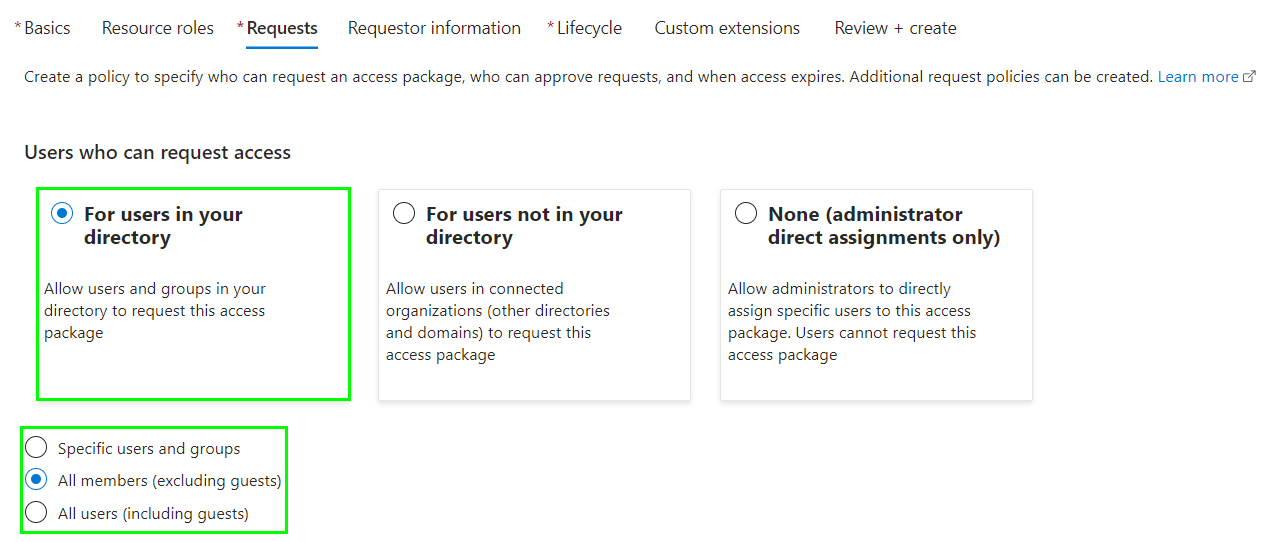 * Basics Resource roles * Requests Requestor information * Lifecycle Custom extensions Review + create
Create a policy to specify who can request an access package, who can approve requests, and when access expires. Additional request policies can be created. Learn more
Users who can request access
For users in your
directory
Allow users and groups in your
directory to request this access
package
For users not in your
directory
Allow users in connected
organizations (other directories
and domains) to request this
access package
None (administrator
direct assignments only)
Allow administrators to directly
assign specific users to this access
package. Users cannot request this
access package
Specific users and groups
All members (excluding guests)
All users (including guests)